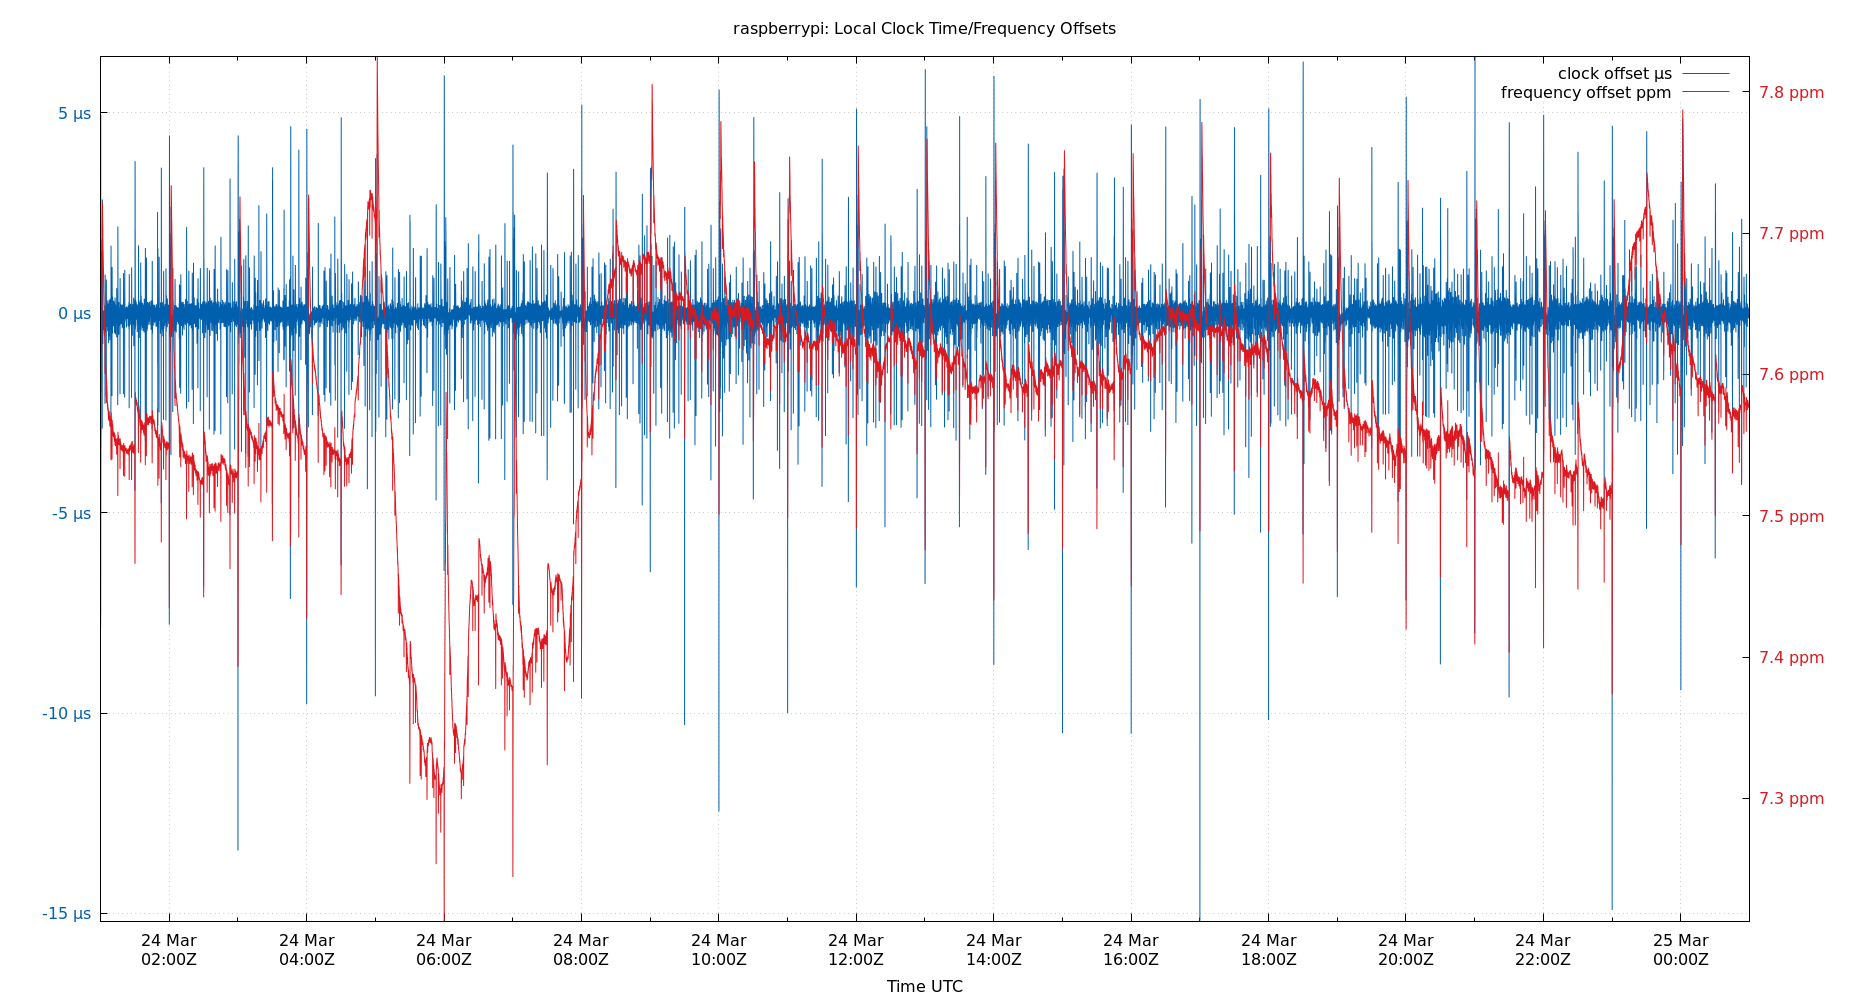 raspberrypi: Local Clock Time/Frequency Offsets
clock offset µs
frequency offset ppm
5 µs
0 µs
-5 µs
-10 µs
-15 µs
7.8 ppm
7.7 ppm
7.6 ppm
7.5 ppm
7.4 ppm
7.3 ppm
24 Mar 24 Mar 24 Mar 24 Mar 24 Mar 24 Mar 24 Mar 24 Mar 24 Mar 24 Mar 24 Mar 25 Mar
02:00Z 04:00Z 06:00Z 08:00Z 10:00Z 12:00Z 14:00Z 16:00Z 18:00Z 20:00Z 22:00Z 00:00Z
Time UTC